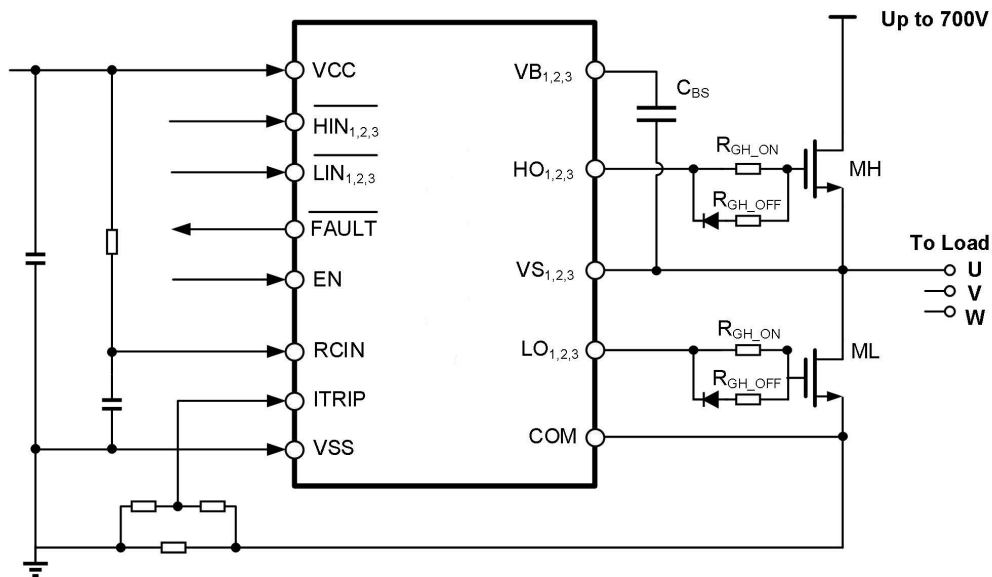 Up to 700V
VCC
VB1,2,3
CBS
HIN1,2,3
RGH_ON
LIN1,2,3
HO1,2,3
MH
RGH_OFF
FAULT
To Load
EN
VS1,2,3
U
V
W
RGH_ON
RCIN
LO1,2,3
ML
RGH_OFF
ITRIP
VSS
COM